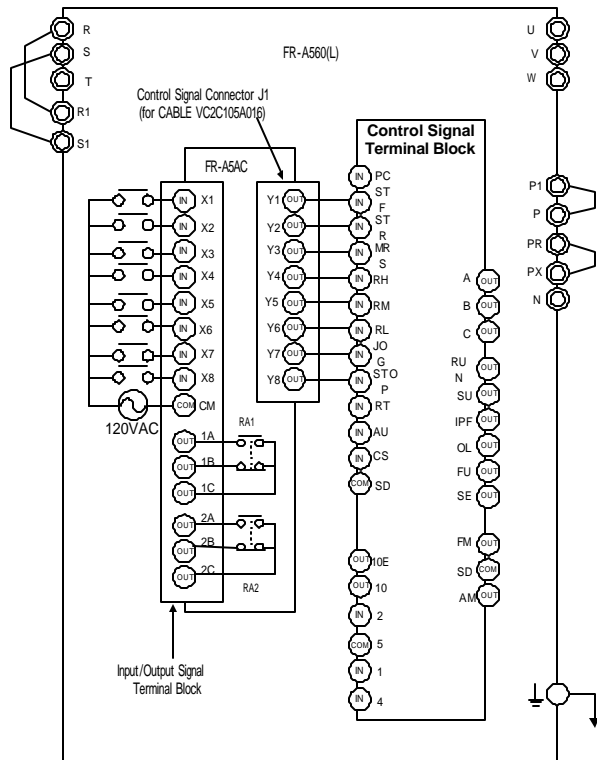 R
S
T
R1
S1
FR-A560(L)
U
V
W
Control Signal Connector J1
(for CABLE VC2C105A016)
FR-A5AC
Control Signal
Terminal Block
IN X1
IN X2
IN X3
IN X4
IN X5
IN X6
IN X7
IN X8
COM CM
120VAC
OUT 1A
OUT 1B
OUT 1C
OUT 2A
OUT 2B
OUT 2C
RA1
RA2
Y1 OUT
Y2 OUT
Y3 OUT
Y4 OUT
Y5 OUT
Y6 OUT
Y7 OUT
Y8 OUT
IN PC
IN ST
F
IN ST
R
IN MR
S
IN RH
IN RM
IN RL
IN JO
G
IN STO
P
IN RT
IN AU
IN CS
COM SD
OUT 10E
OUT 10
IN 2
COM 5
IN 1
IN 4
A OUT
B OUT
C OUT
RU OUT
N
SU OUT
IPF OUT
OL OUT
FU OUT
SE OUT
FM OUT
SD COM
AM OUT
P1
P
PR
PX
N
Input/Output Signal
Terminal Block